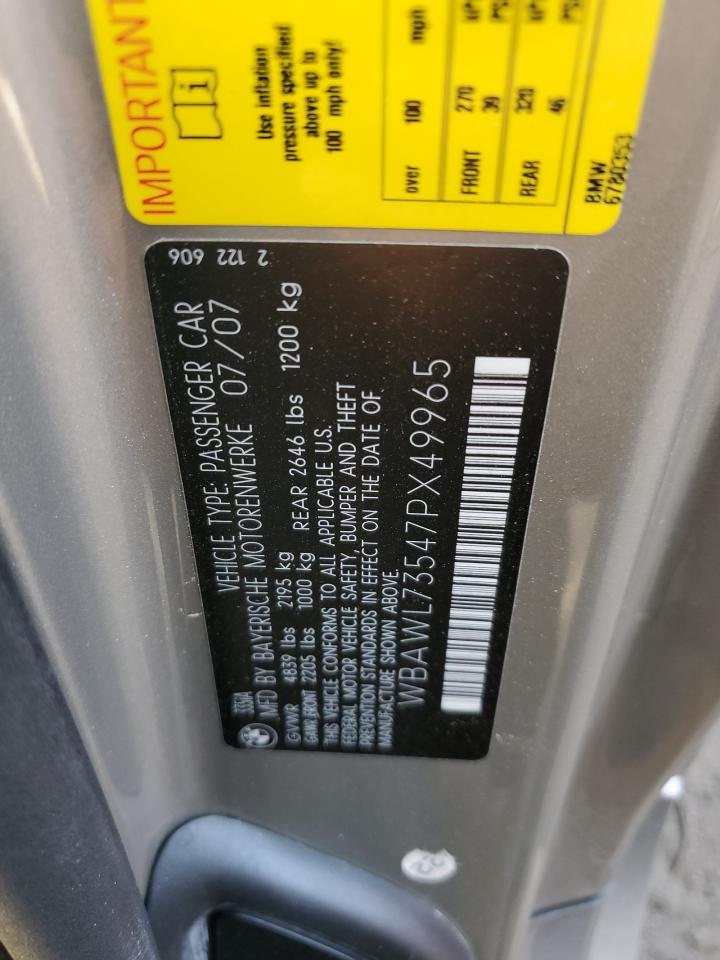 IMPORTANT
i
Use inflation
pressure specified
above up to
100 mph only!
over 100 mph
FRONT 270
39
REAR 320
46
BMW
6780353
2 122 606
VEHICLE TYPE: PASSENGER CAR
MFD BY BAYERISCHE MOTORENWERKE 07/07
GVWR 4839 lbs 2195 kg
GAWR FRONT 2205 lbs 1000 kg REAR 2646 lbs 1200 kg
THIS VEHICLE CONFORMS TO ALL APPLICABLE U.S.
FEDERAL MOTOR VEHICLE SAFETY, BUMPER AND THEFT
PREVENTION STANDARDS IN EFFECT ON THE DATE OF
MANUFACTURE SHOWN ABOVE.
WBAWL73547PX49965